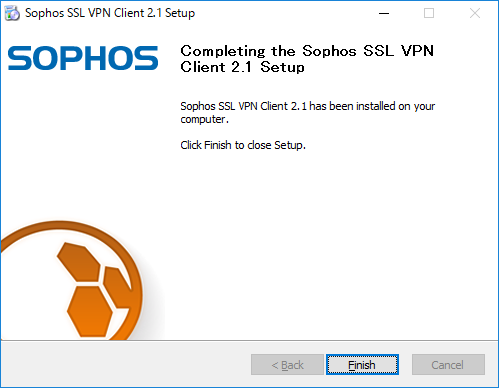 Sophos SSL VPN Client 2.1 Setup
SOPHOS
Completing the Sophos SSL VPN
Client 2.1 Setup
Sophos SSL VPN Client 2.1 has been installed on your
computer.
Click Finish to close Setup.
< Back
Finish
Cancel